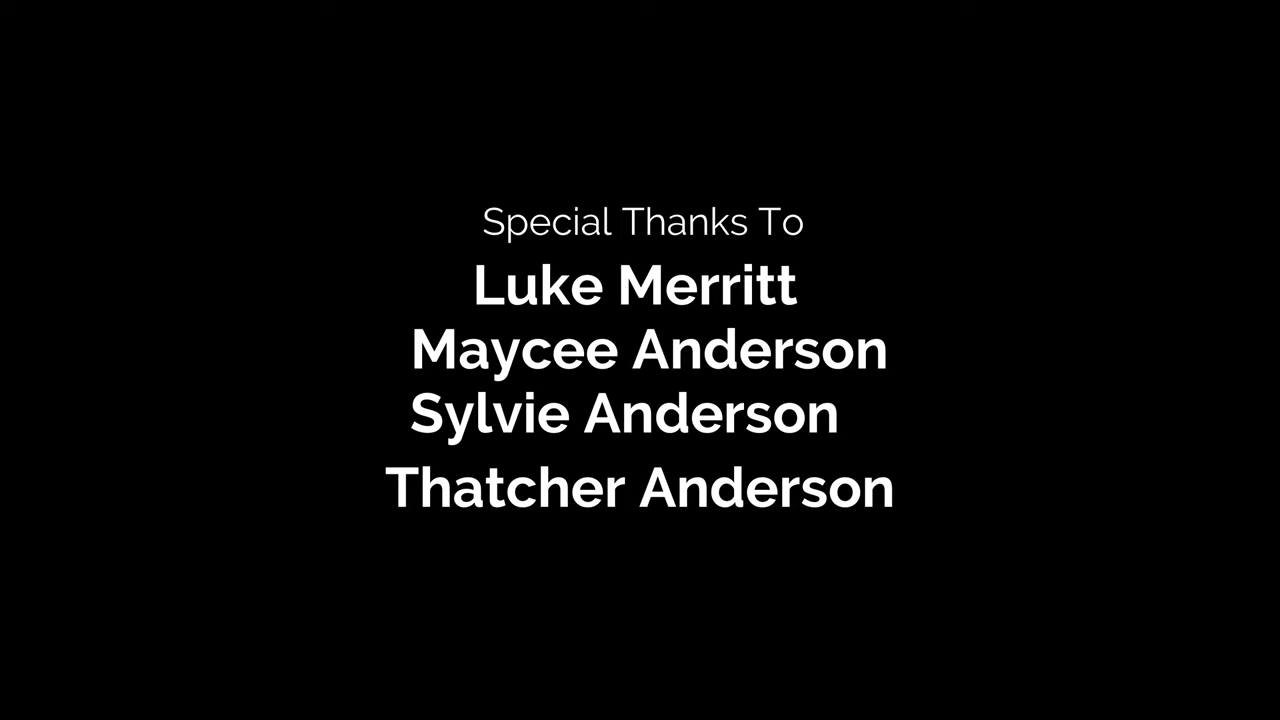 Special Thanks To
Luke Merritt
Maycee Anderson
Sylvie Anderson
Thatcher Anderson